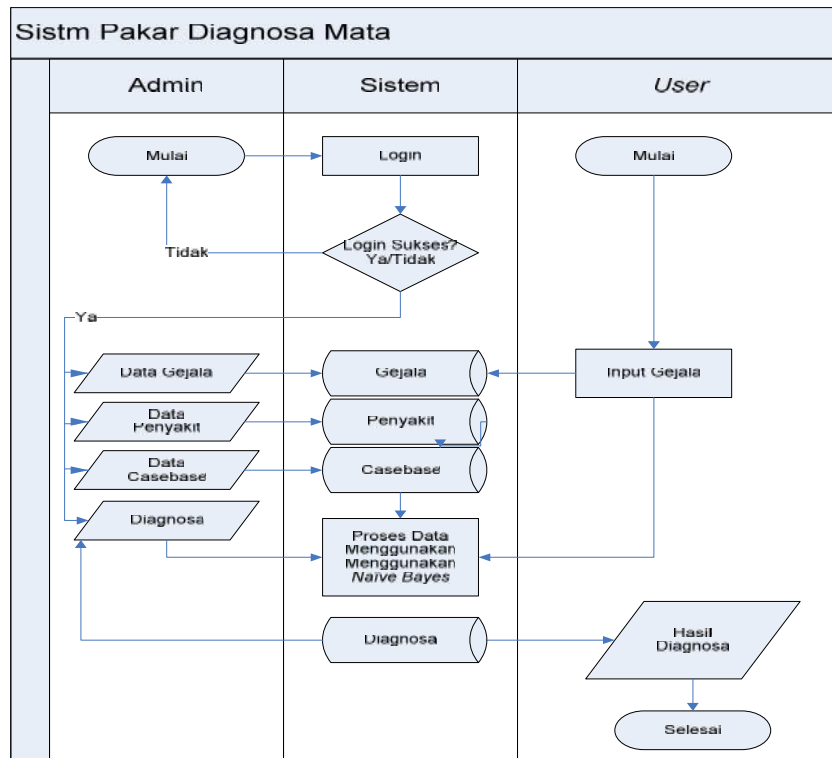 Sistm Pakar Diagnosa Mata
Admin
Sistem
User
Mulai
Login
Mulai
Login Sukses?
Ya/Tidak
Tidak
Ya
Data Gejala
Gejala
Input Gejala
Data
Penyakit
Penyakit
Data
Casebase
Casebase
Diagnosa
Proses Data
Menggunakan
Menggunakan
Naïve Bayes
Diagnosa
Hasil
Diagnosa
Selesai